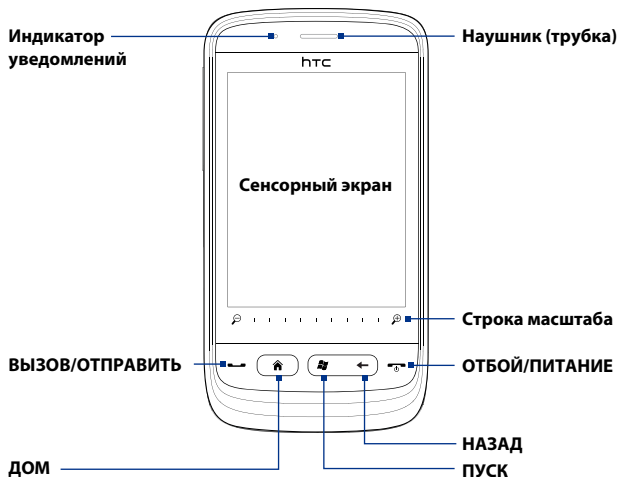 Индикатор
уведомлений
Наушник (трубка)
hTC
Сенсорный экран
Строка масштаба
ВЫЗОВ/ОТПРАВИТЬ
ОТБОЙ/ПИТАНИЕ
НАЗАД
ДОМ
ПУСК